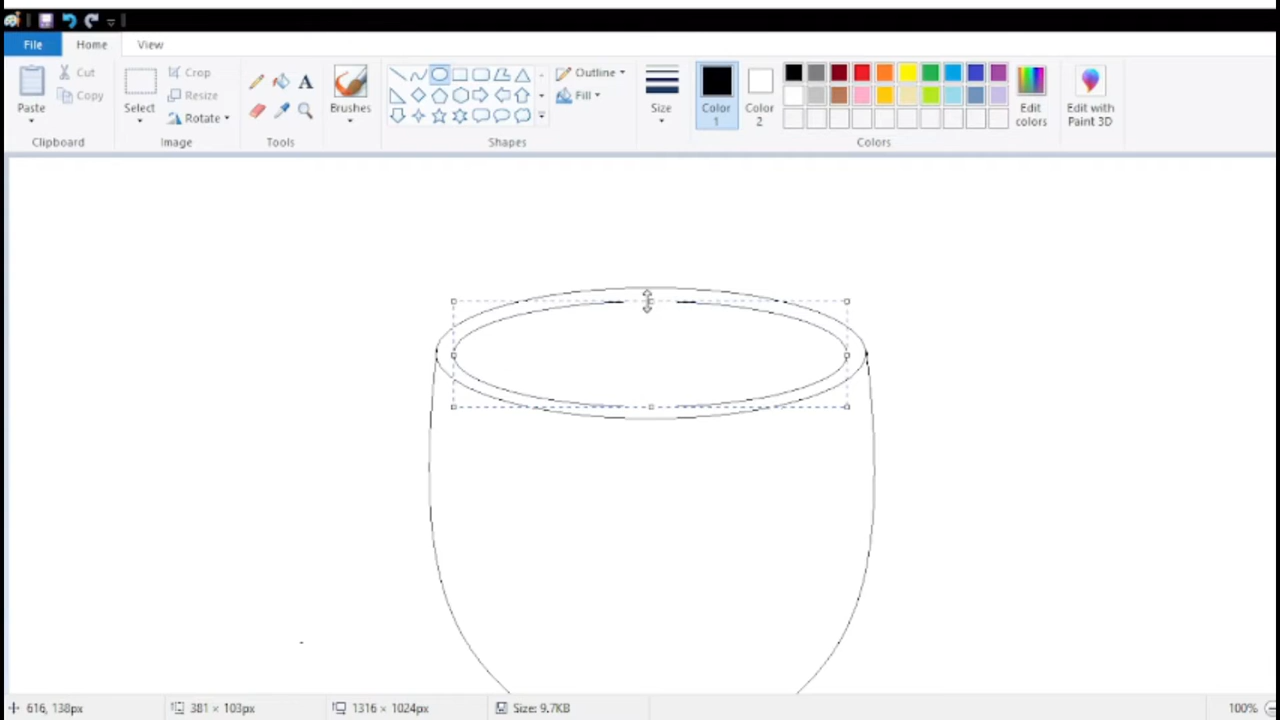 File Home View
Cut Crop Outline
Paste Copy Select Resize Brushes Fill Size Color 1 Color 2 Edit colors Edit with Paint 3D
Rotate
Clipboard Image Tools Shapes Colors
616, 138px 381 × 103px 1316 × 1024px Size: 9.7KB 100%